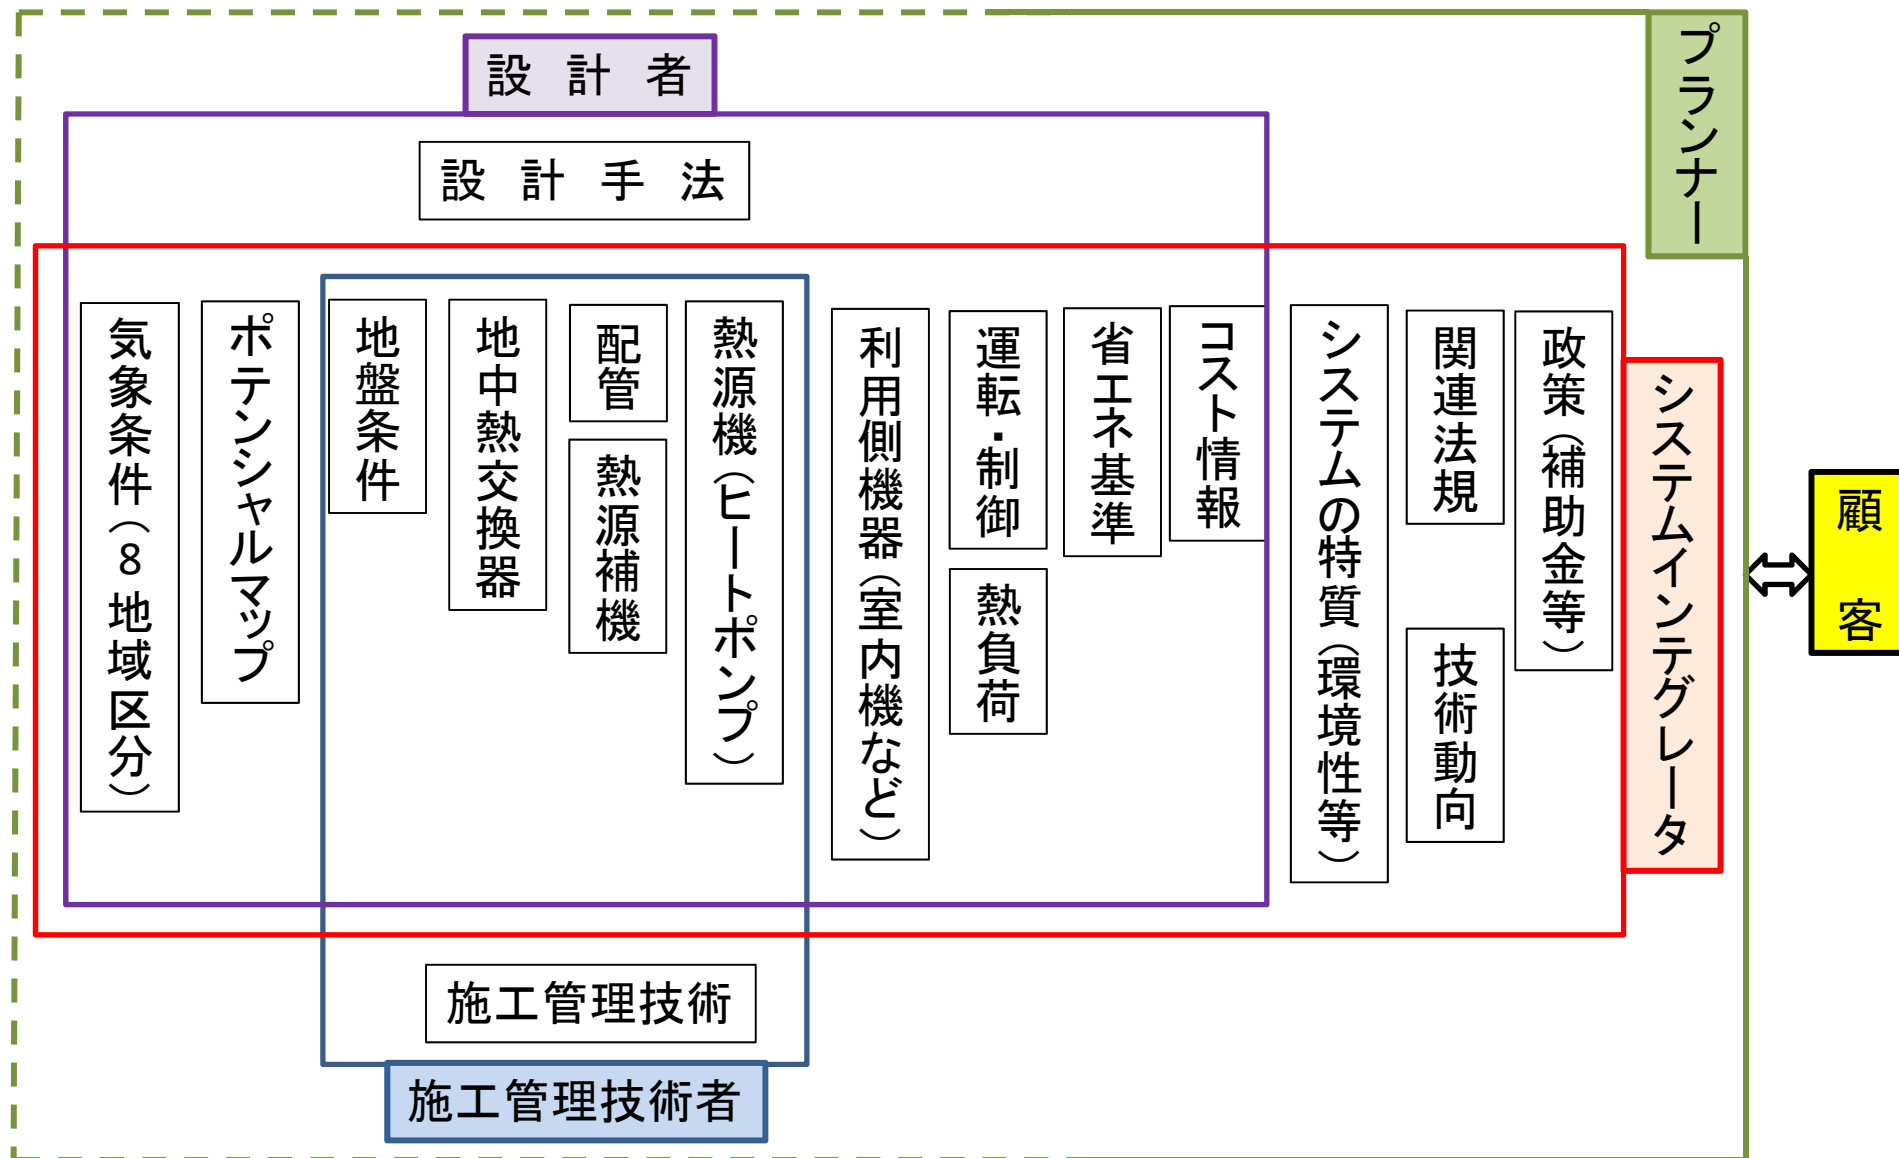 プランナー
設計者
設計手法
気象条件（８地域区分）
ポテンシャルマップ
地盤条件
地中熱交換器
配管
熱源補機
熱源機（ヒートポンプ）
利用側機器（室内機など）
運転・制御
熱負荷
省エネ基準
コスト情報
システムの特質（環境性等）
関連法規
技術動向
政策（補助金等）
システムインテグレータ
顧客
施工管理技術
施工管理技術者